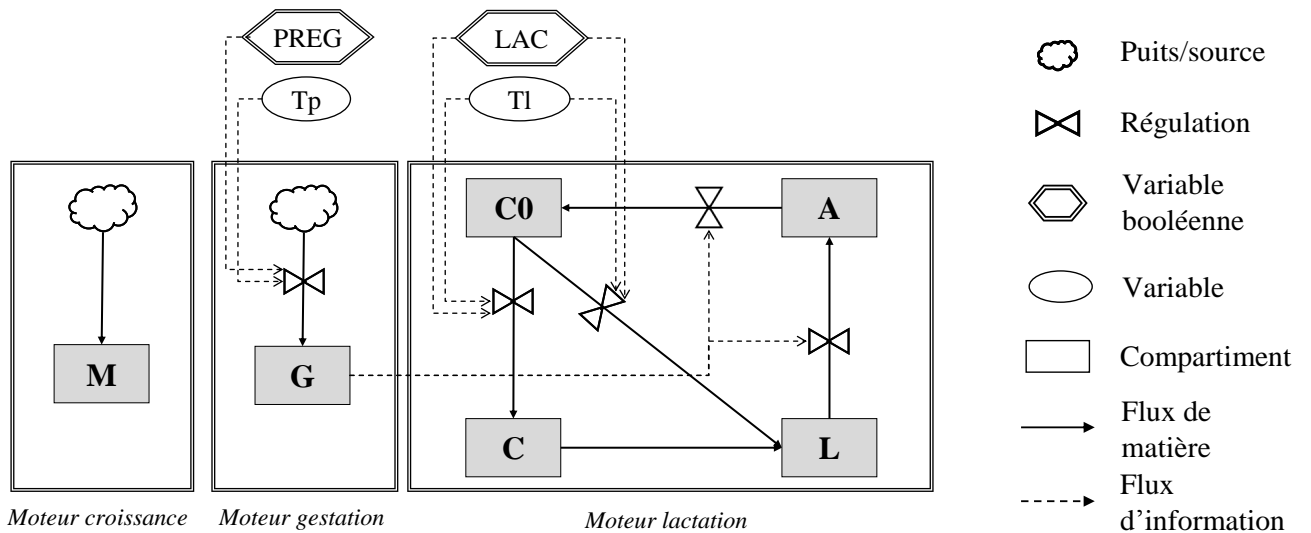 PREG
LAC
Tp
Tl
C0
A
M
G
C
L
Moteur croissance
Moteur gestation
Moteur lactation
Puits/source
Régulation
Variable
booléenne
Variable
Compartiment
Flux de
matière
Flux
d’information